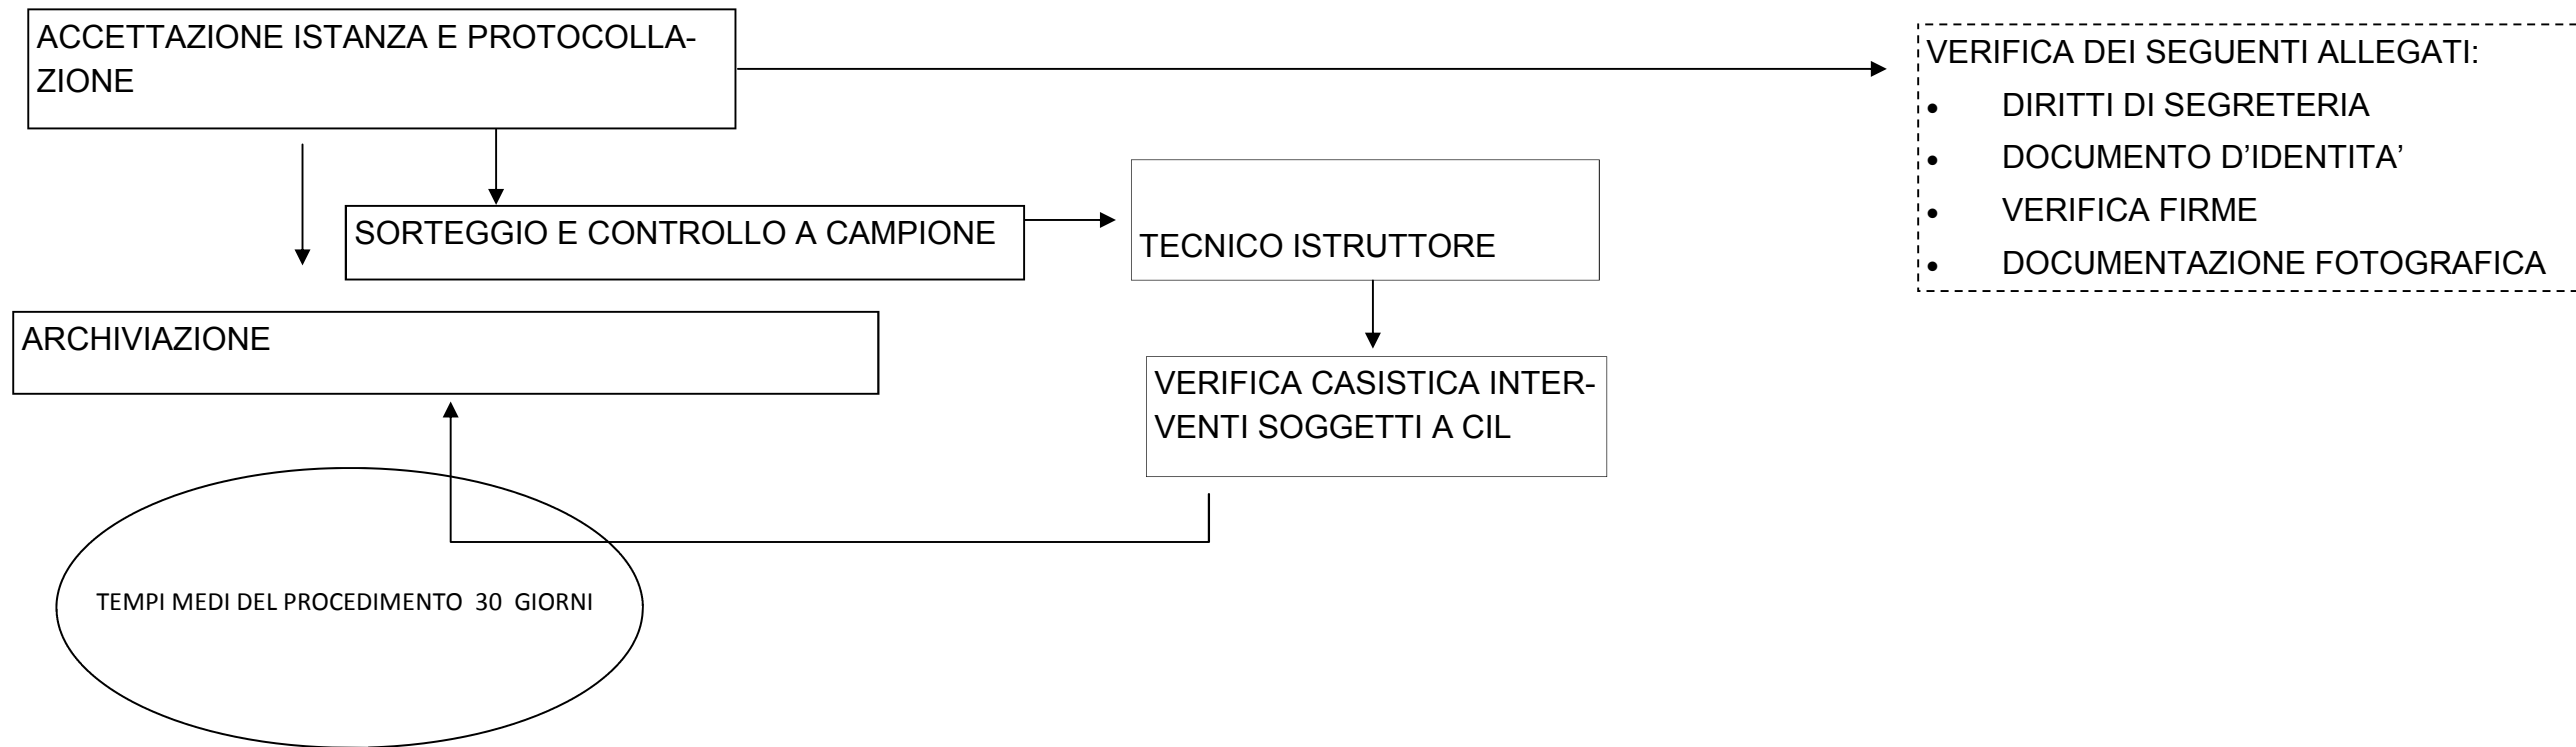 ACCETTAZIONE ISTANZA E PROTOCOLLA-
ZIONE
VERIFICA DEI SEGUENTI ALLEGATI:
• DIRITTI DI SEGRETERIA
• DOCUMENTO D’IDENTITA’
• VERIFICA FIRME
• DOCUMENTAZIONE FOTOGRAFICA
SORTEGGIO E CONTROLLO A CAMPIONE
TECNICO ISTRUTTORE
ARCHIVIAZIONE
VERIFICA CASISTICA INTER-
VENTI SOGGETTI A CIL
TEMPI MEDI DEL PROCEDIMENTO 30 GIORNI